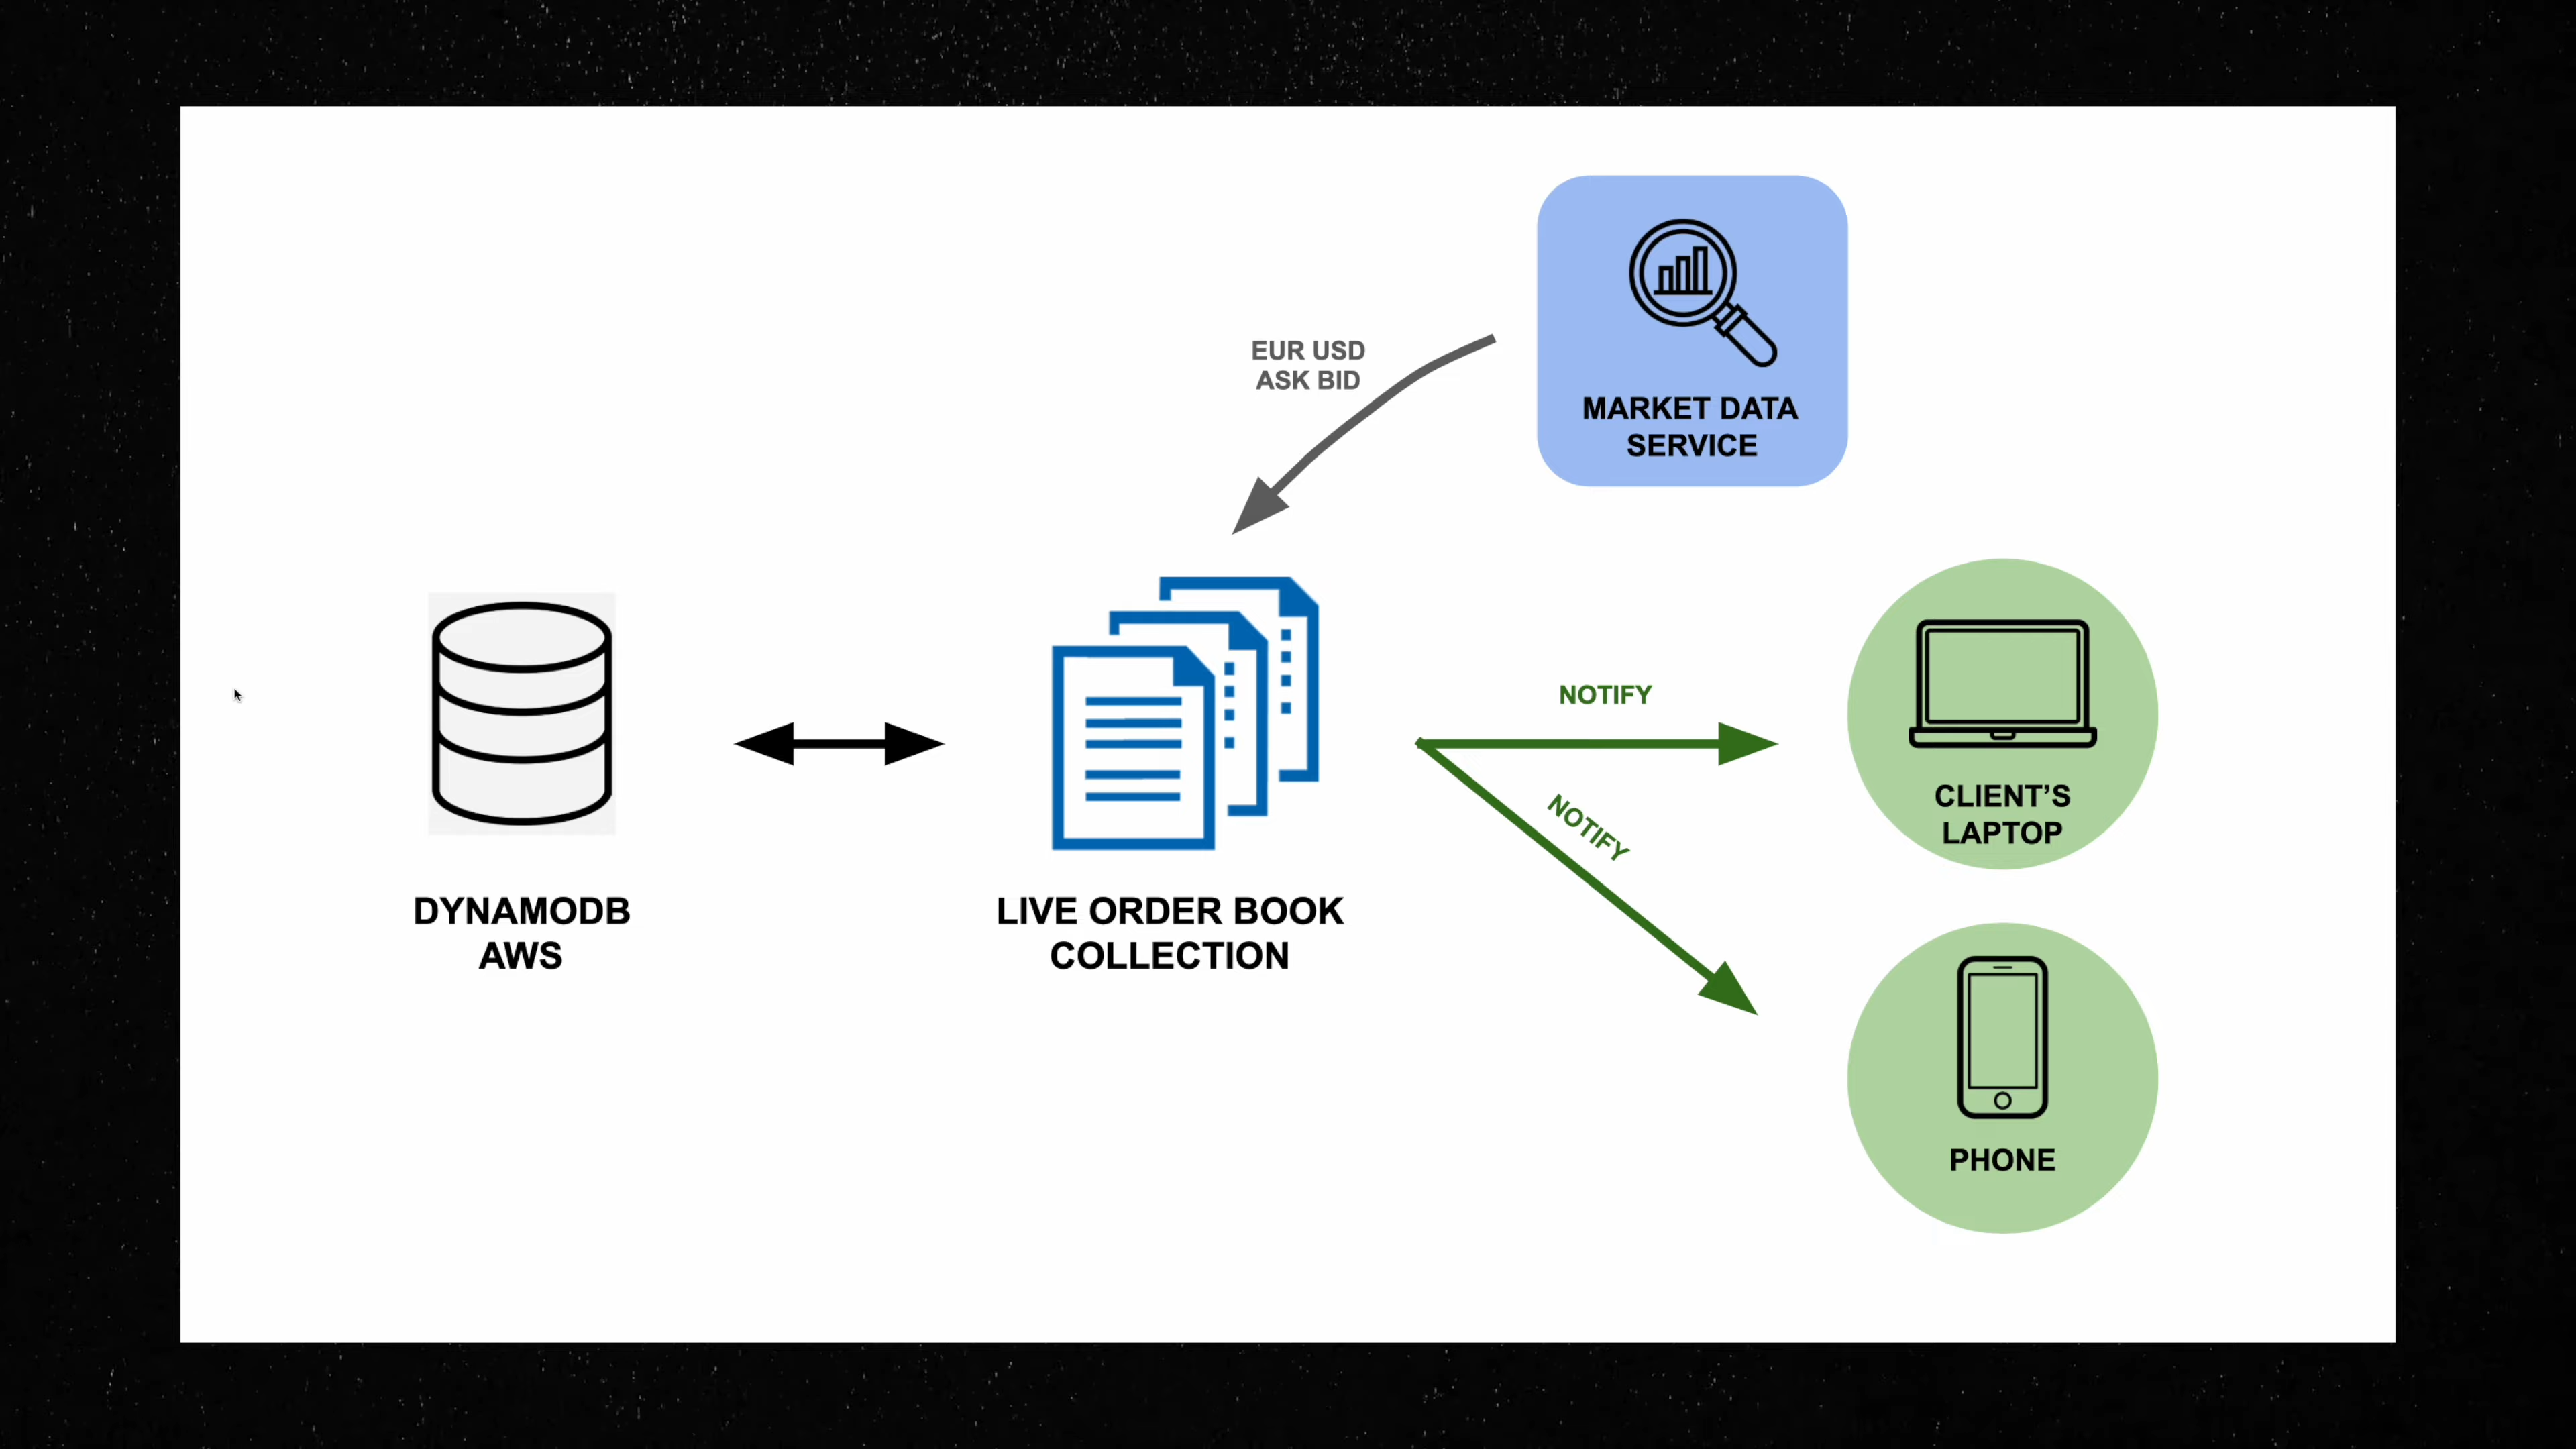 MARKET DATA
SERVICE
EUR USD
ASK BID
NOTIFY
NOTIFY
CLIENT’S
LAPTOP
DYNAMODB
AWS
LIVE ORDER BOOK
COLLECTION
PHONE